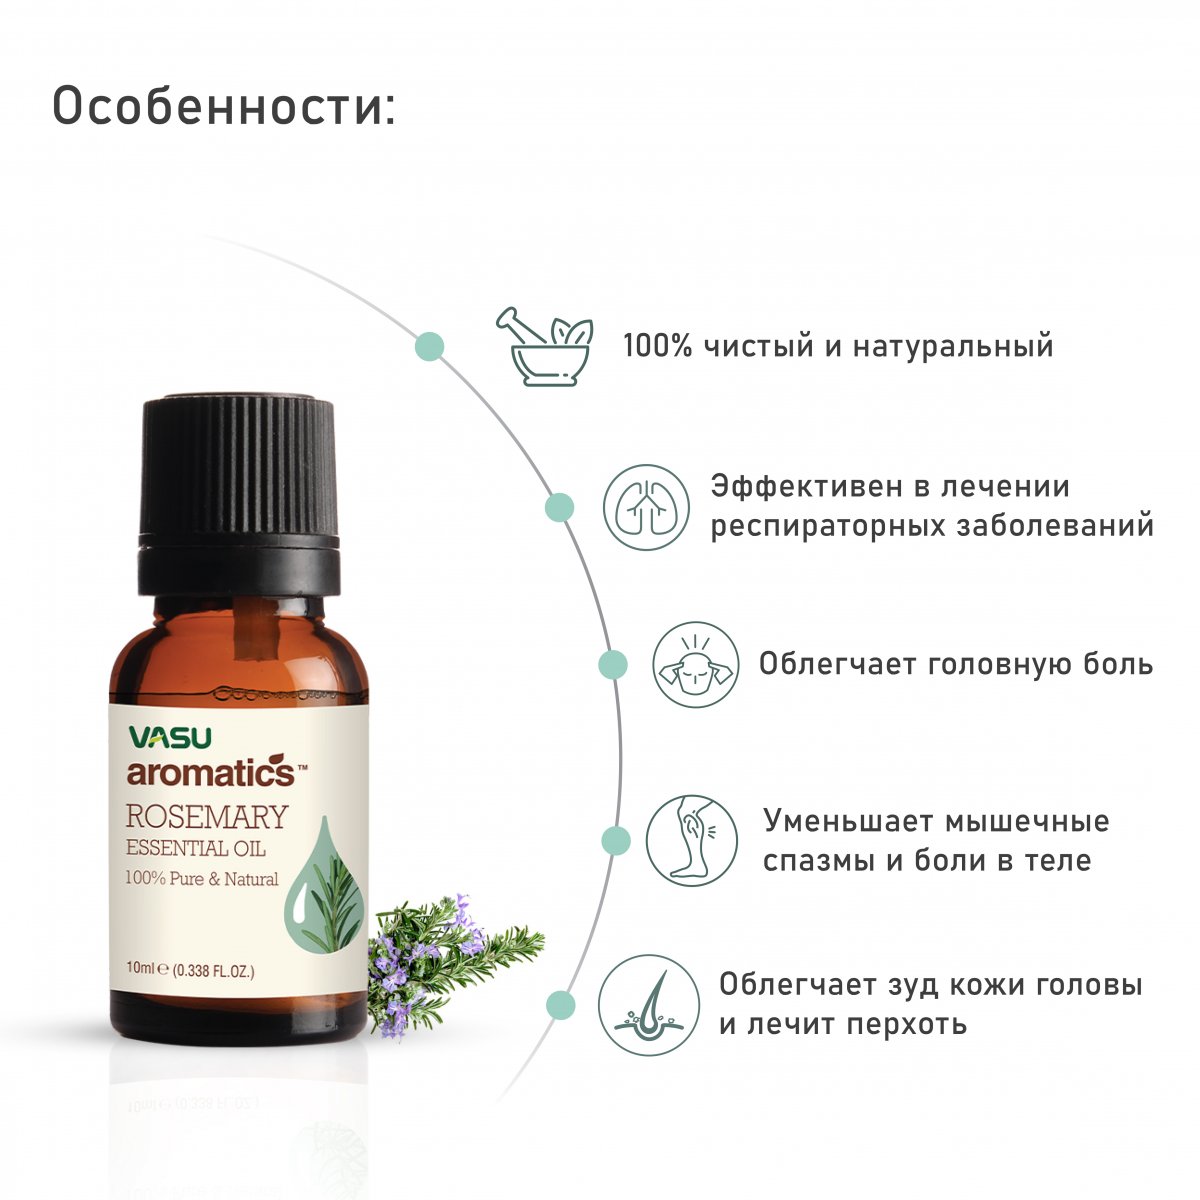 Особенности:
100% чистый и натуральный
Эффективен в лечении
респираторных заболеваний
Облегчает головную боль
Уменьшает мышечные
спазмы и боли в теле
Облегчает зуд кожи головы
и лечит перхоть
VASU
aromatics™
ROSEMARY
ESSENTIAL OIL
100% Pure & Natural
10ml ℮ (0.338 FL.OZ.)